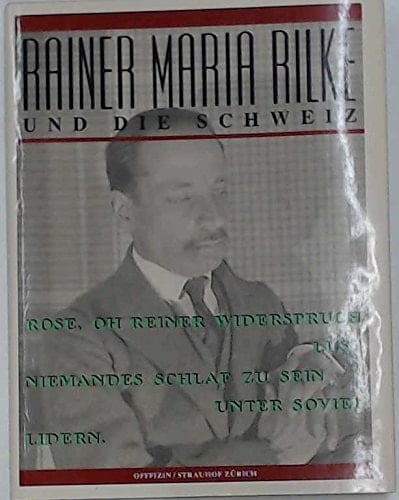 RAINER MARIA RILKE
UND DIE SCHWEIZ
ROSE, OH REINER WIDERSPRUCH
LUST
NIEMANDES SCHLAF ZU SEIN
UNTER SOVIEL
LIDERN.
OFFIZIN/STRAUHOF ZÜRICH